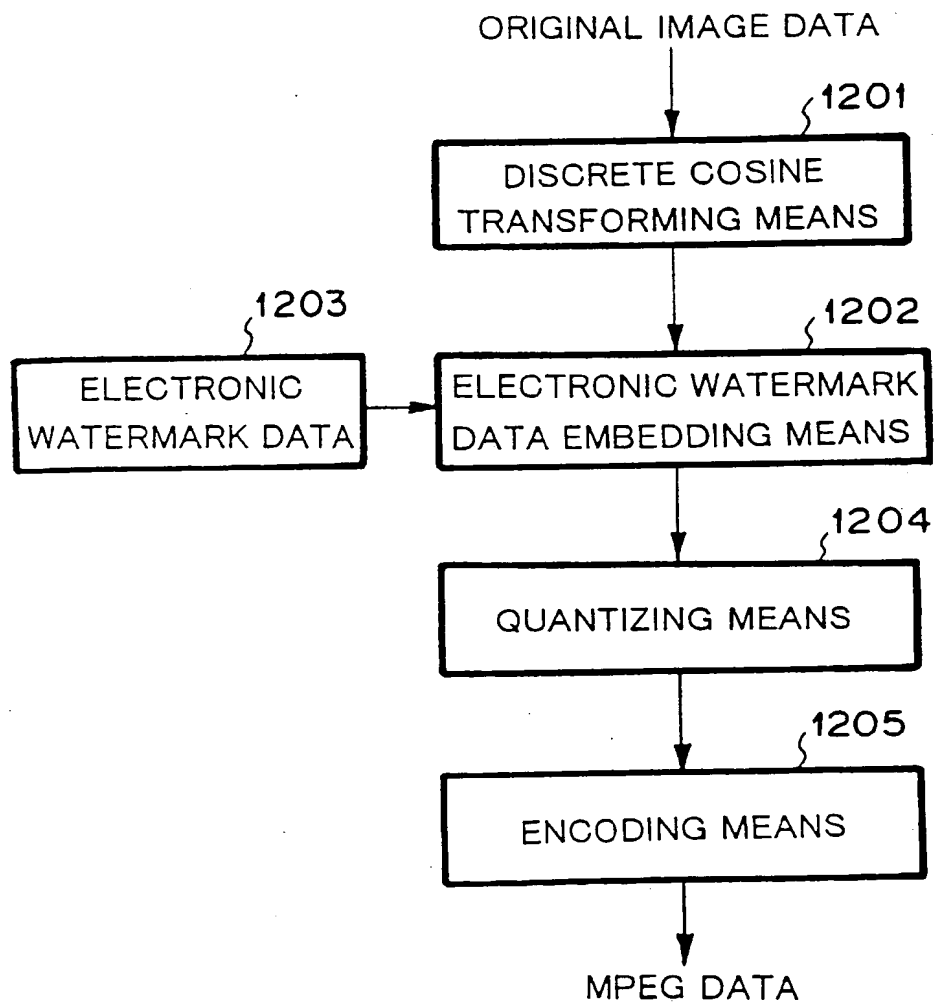 ORIGINAL IMAGE DATA
1201
DISCRETE COSINE
TRANSFORMING MEANS
1203
1202
ELECTRONIC
WATERMARK DATA
ELECTRONIC WATERMARK
DATA EMBEDDING MEANS
1204
QUANTIZING MEANS
1205
ENCODING MEANS
MPEG DATA